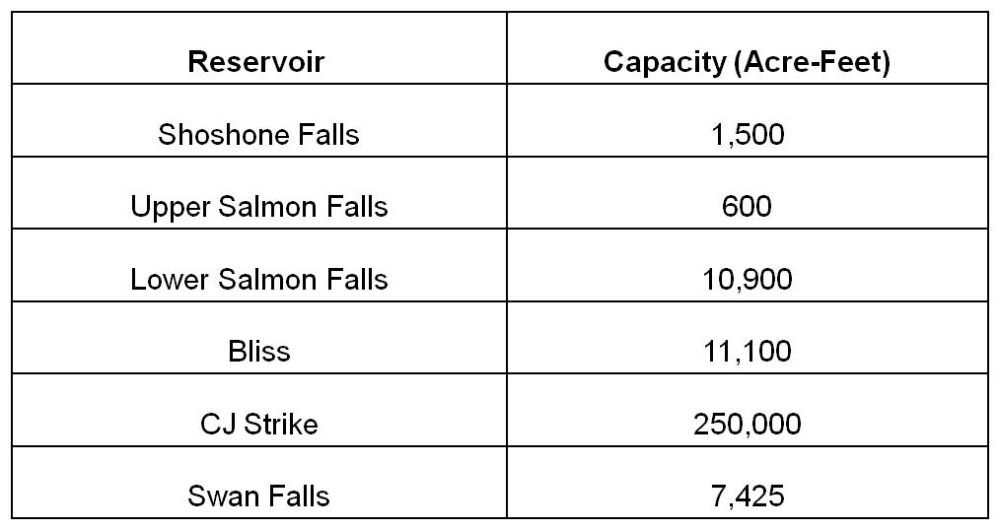 Reservoir Capacity (Acre-Feet)
Shoshone Falls 1,500
Upper Salmon Falls 600
Lower Salmon Falls 10,900
Bliss 11,100
CJ Strike 250,000
Swan Falls 7,425